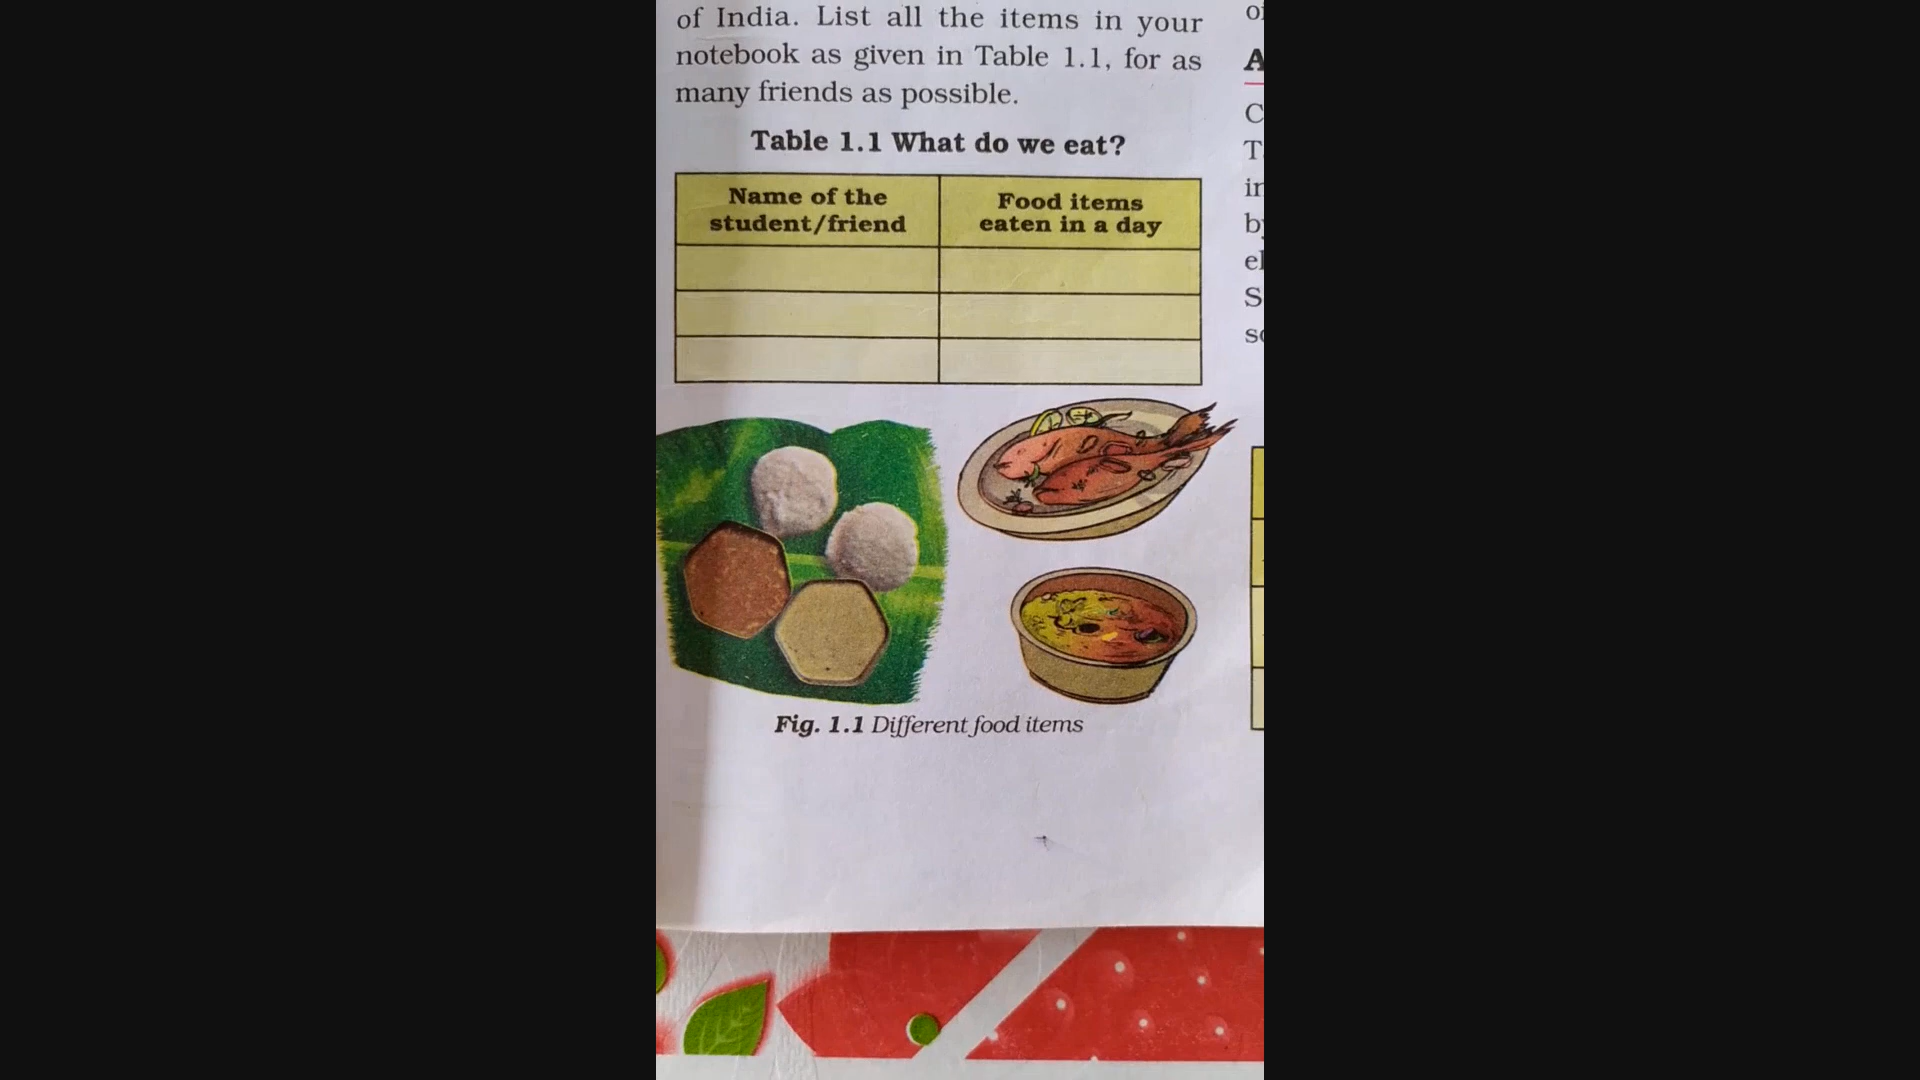 of India. List all the items in your
notebook as given in Table 1.1, for as
many friends as possible.
Table 1.1 What do we eat?
Name of the
student/friend
Food items
eaten in a day
Fig. 1.1 Different food items